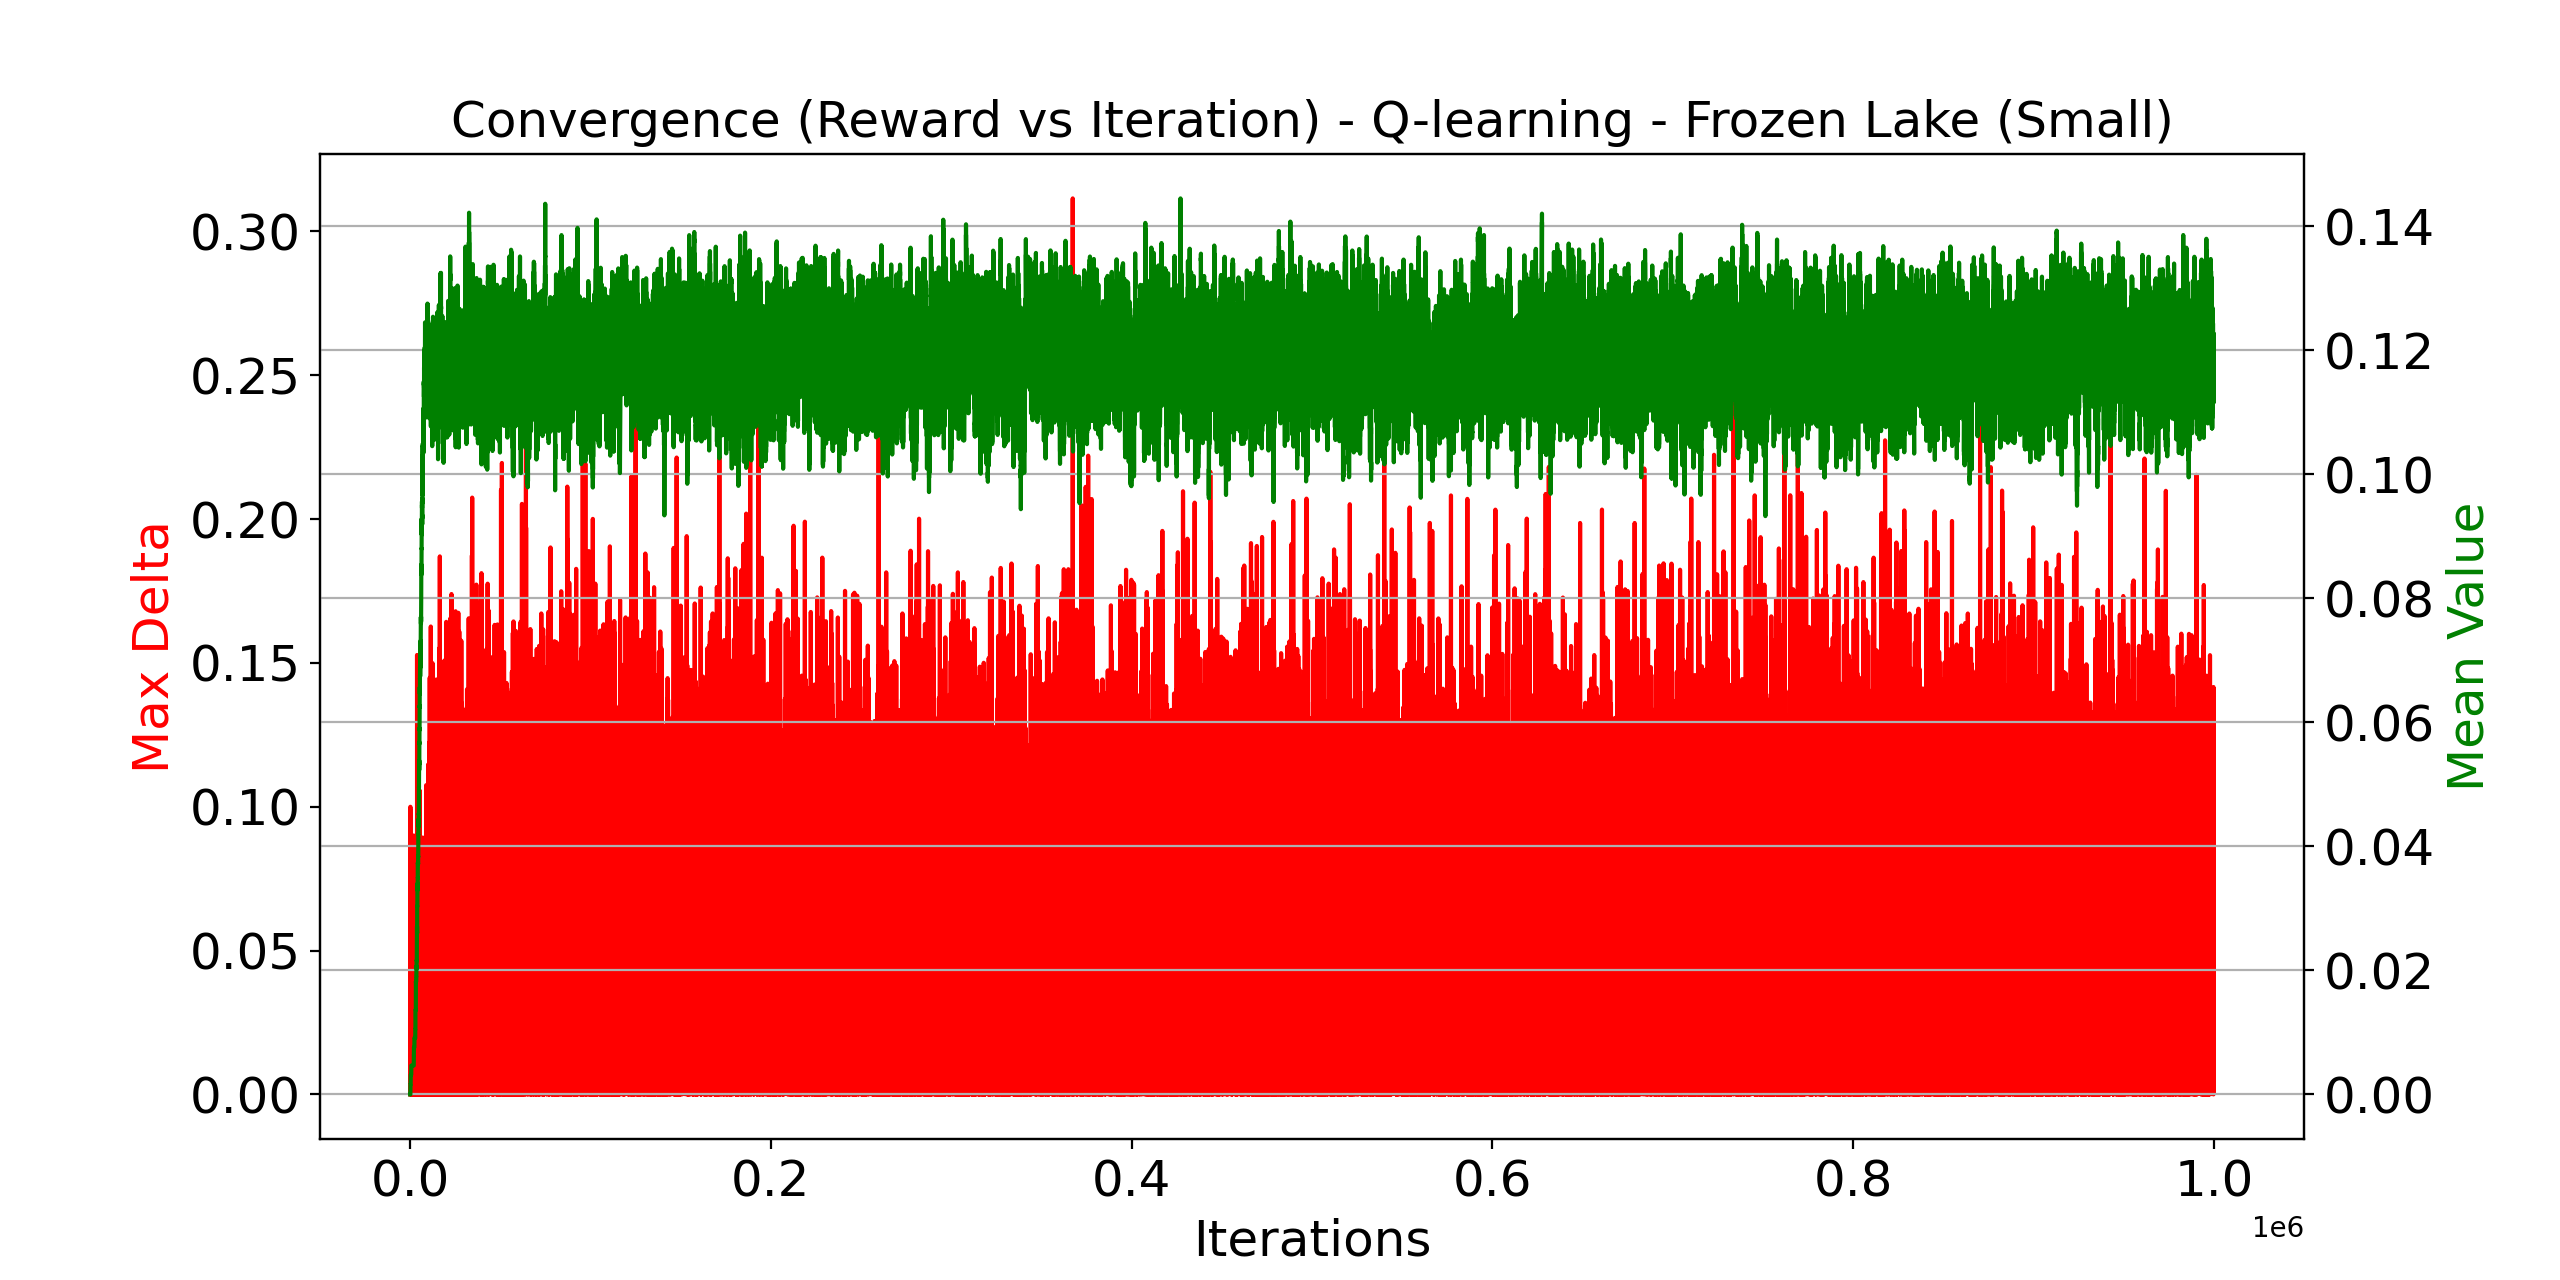 Convergence (Reward vs Iteration) - Q-learning - Frozen Lake (Small)
Max Delta
0.30
0.25
0.20
0.15
0.10
0.05
0.00
0.14
0.12
0.10
0.08
0.06
0.04
0.02
0.00
Mean Value
0.0 0.2 0.4 0.6 0.8 1.0
1e6
Iterations